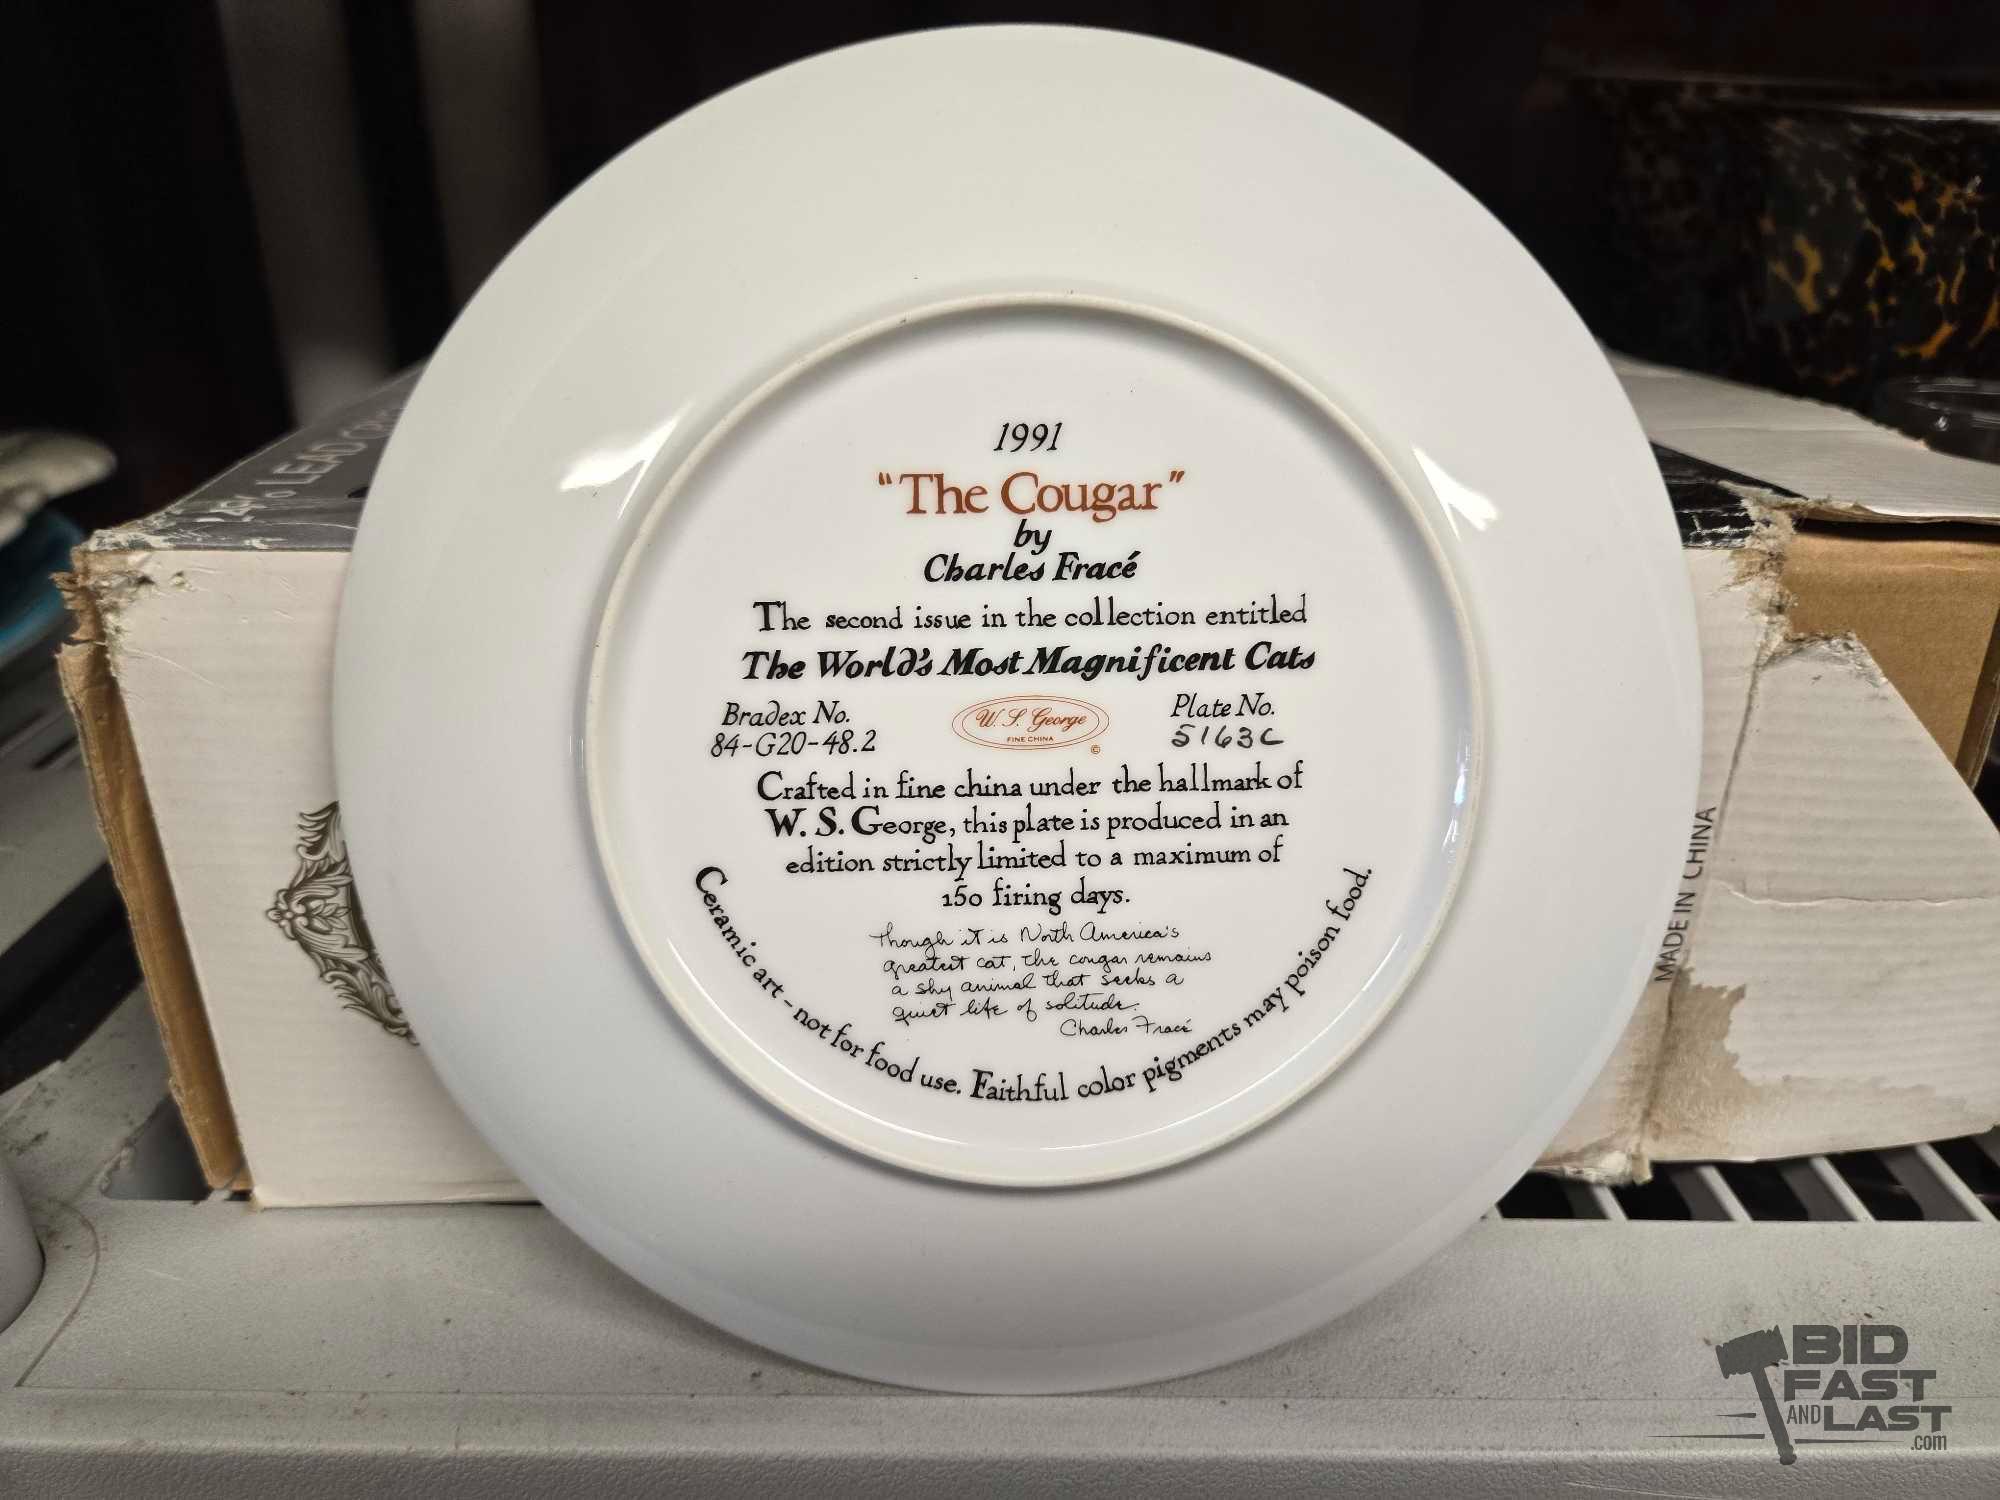 1991
"The Cougar"
by
Charles Fracé
The second issue in the collection entitled
The World's Most Magnificent Cats
Bradex No.
84-G20-48.2
W. S. George
FINE CHINA
©
Plate No.
5163C
Crafted in fine china under the hallmark of
W. S. George, this plate is produced in an
edition strictly limited to a maximum of
150 firing days.
Though it is North America's
greatest cat, the cougar remains
a shy animal that seeks a
quiet life of solitude.
Charles Fracé
Ceramic art - not for food use. Faithful color pigments may poison food.
LEAD
MADE IN CHINA
BID
FAST
AND LAST
.com